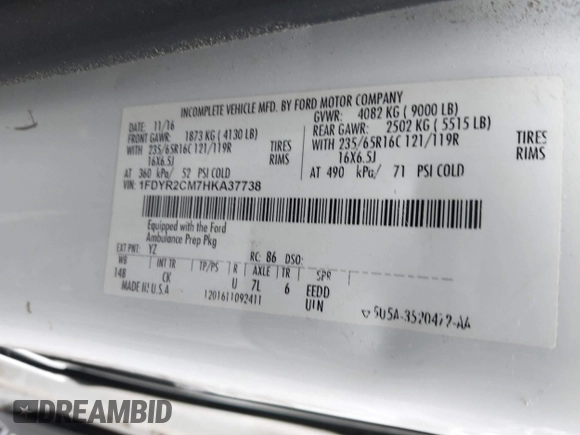 INCOMPLETE VEHICLE MFD. BY FORD MOTOR COMPANY
DATE: 11/16 GVWR: 4082 KG ( 9000 LB)
FRONT GAWR: 1873 KG ( 4130 LB) REAR GAWR: 2502 KG ( 5515 LB)
WITH 235/65R16C 121/119R TIRES WITH 235/65R16C 121/119R TIRES
16X6.5J RIMS 16X6.5J RIMS
AT 360 kPa/ 52 PSI COLD AT 490 kPa/ 71 PSI COLD
VIN: 1FDYR2CM7HKA37738
Equipped with the Ford
Ambulance Prep Pkg
EXT PNT: YZ RC: 86 DSO:
WB INT TR TP/PS R AXLE TR SPR
148 CK U 7L 6 EEDD
MADE IN U.S.A UIN
1201611092411
5U5A-3520472-AA
DREAMBID